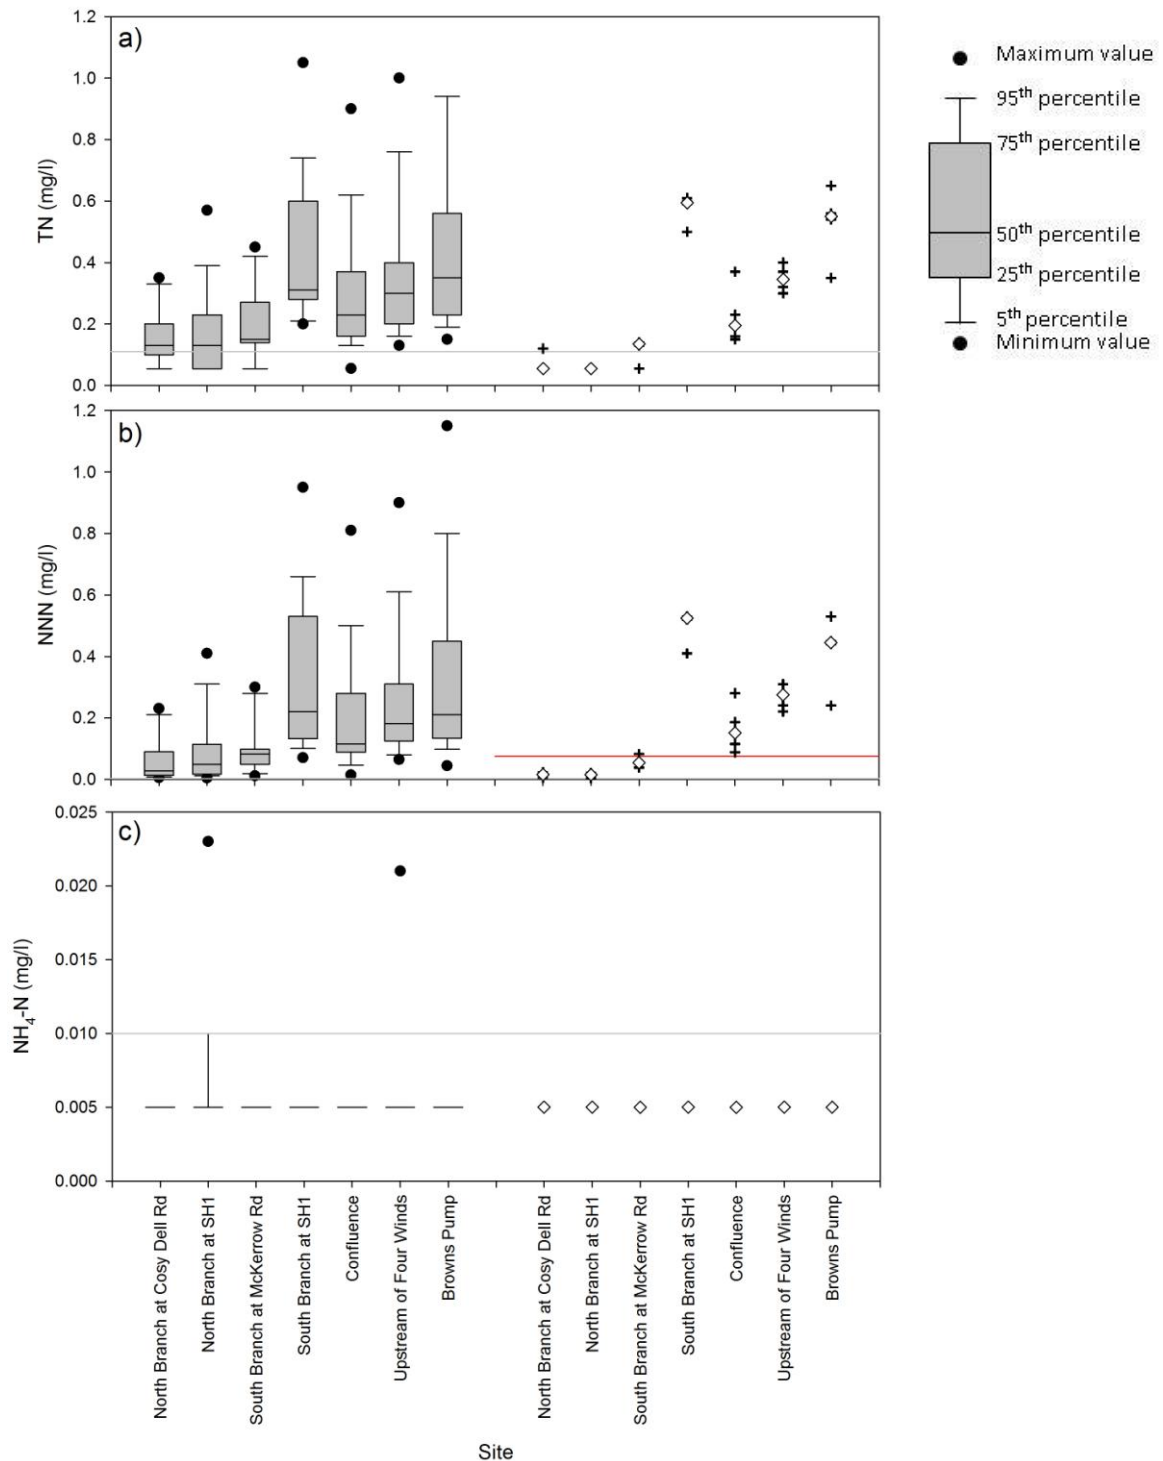 a)
TN (mg/l)
1.2
1.0
0.8
0.6
0.4
0.2
0.0
Maximum value
95th percentile
75th percentile
50th percentile
25th percentile
5th percentile
Minimum value
b)
NNN (mg/l)
1.2
1.0
0.8
0.6
0.4
0.2
0.0
c)
NH4-N (mg/l)
0.025
0.020
0.015
0.010
0.005
0.000
North Branch at Cosy Dell Rd
North Branch at SH1
South Branch at McKerrow Rd
South Branch at SH1
Confluence
Upstream of Four Winds
Browns Pump
North Branch at Cosy Dell Rd
North Branch at SH1
South Branch at McKerrow Rd
South Branch at SH1
Confluence
Upstream of Four Winds
Browns Pump
Site